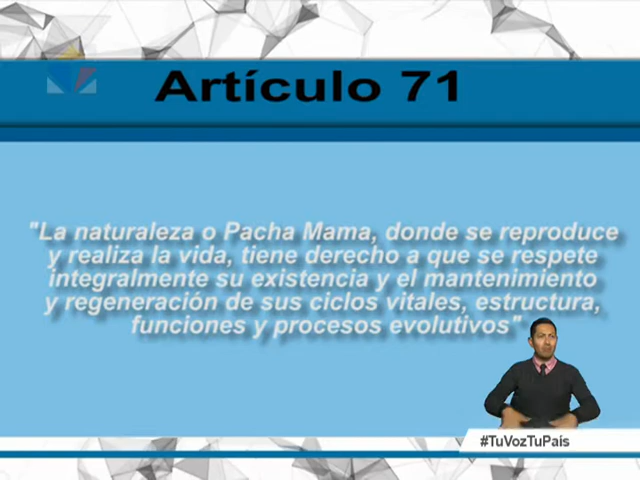 Artículo 71
"La naturaleza o Pacha Mama, donde se reproduce
y realiza la vida, tiene derecho a que se respete
integralmente su existencia y el mantenimiento
y regeneración de sus ciclos vitales, estructura,
funciones y procesos evolutivos"
#TuVozTuPaís